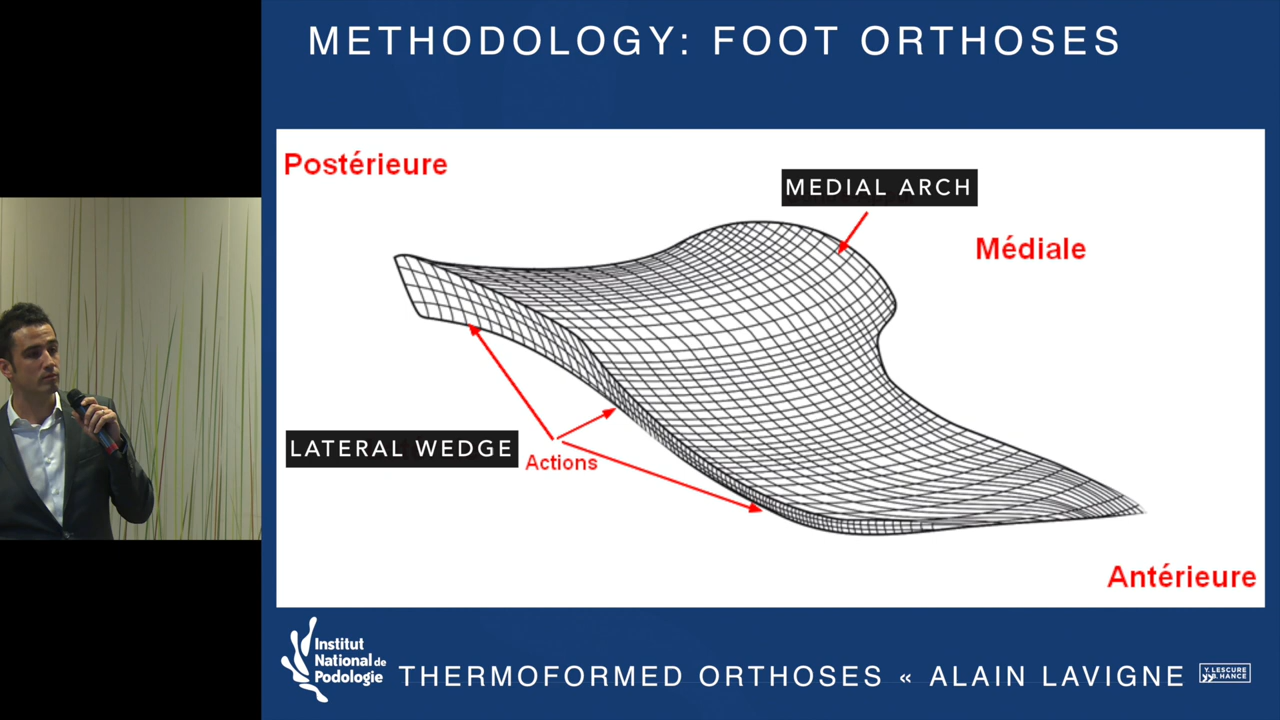 METHODOLOGY: FOOT ORTHOSES
Postérieure
MEDIAL ARCH
Médiale
LATERAL WEDGE
Actions
Antérieure
Institut
National de
Podologie
THERMOFORMED ORTHOSES « ALAIN LAVIGNE
Y. LESCURE
B. HANCE